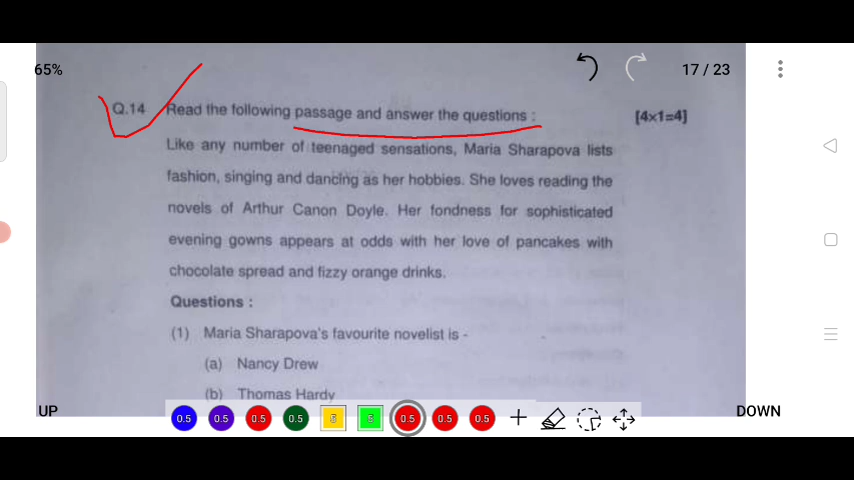 65%
17 / 23
Q.14 Read the following passage and answer the questions : [4×1=4]
Like any number of teenaged sensations, Maria Sharapova lists
fashion, singing and dancing as her hobbies. She loves reading the
novels of Arthur Canon Doyle. Her fondness for sophisticated
evening gowns appears at odds with her love of pancakes with
chocolate spread and fizzy orange drinks.
Questions :
(1) Maria Sharapova's favourite novelist is -
(a) Nancy Drew
(b) Thomas Hardy
UP
0.5 0.5 0.5 0.5 5 5 0.5 0.5 0.5
DOWN